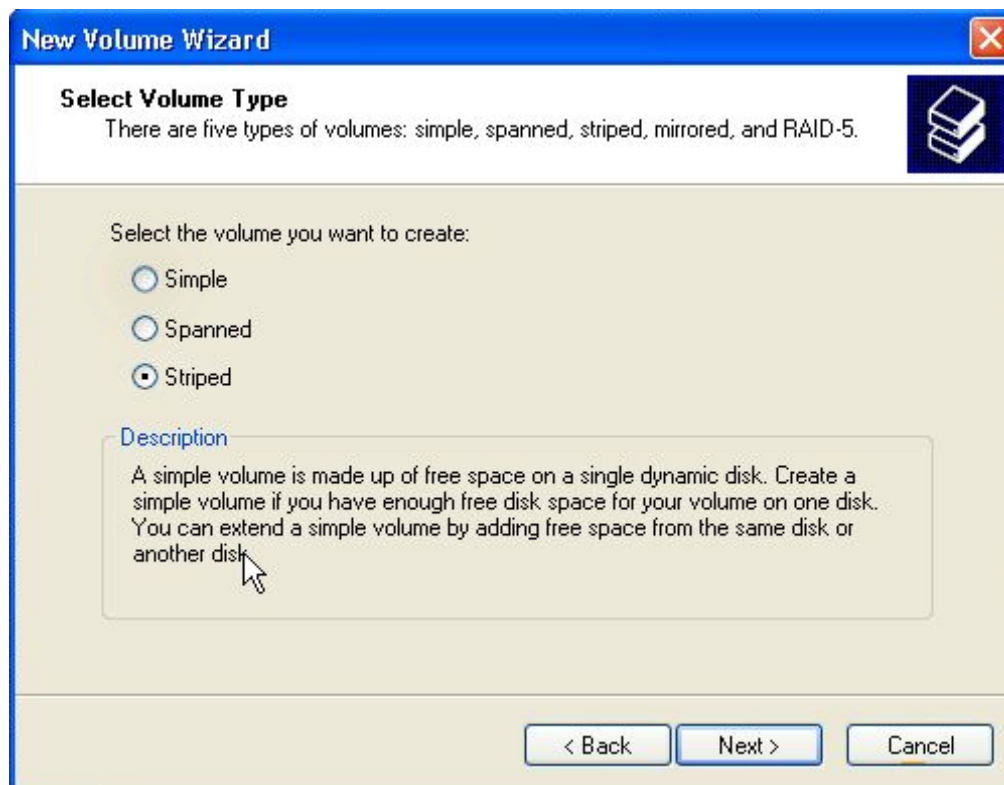 New Volume Wizard
Select Volume Type
There are five types of volumes: simple, spanned, striped, mirrored, and RAID-5.
Select the volume you want to create:
Simple
Spanned
Striped
Description
A simple volume is made up of free space on a single dynamic disk. Create a
simple volume if you have enough free disk space for your volume on one disk.
You can extend a simple volume by adding free space from the same disk or
another disk.
< Back
Next >
Cancel